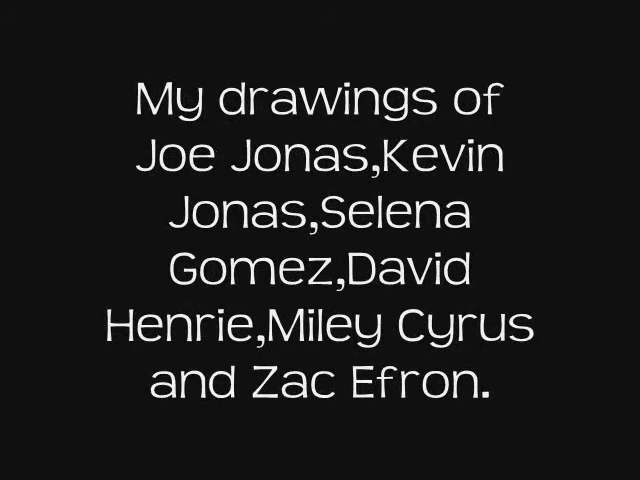 My drawings of
Joe Jonas,Kevin
Jonas,Selena
Gomez,David
Henrie,Miley Cyrus
and Zac Efron.